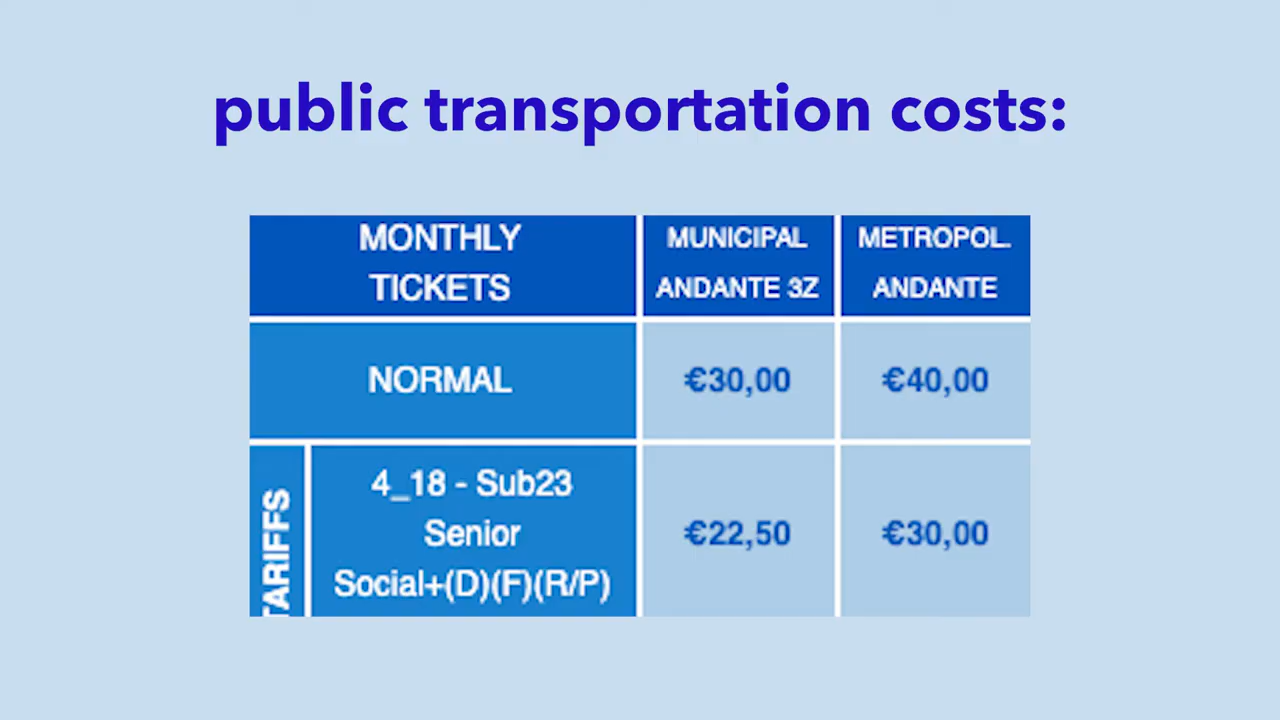 public transportation costs:
MONTHLY TICKETS
MUNICIPAL ANDANTE 3Z
METROPOL. ANDANTE
NORMAL
€30,00
€40,00
TARIFFS
4_18 - Sub23
Senior
Social+(D)(F)(R/P)
€22,50
€30,00